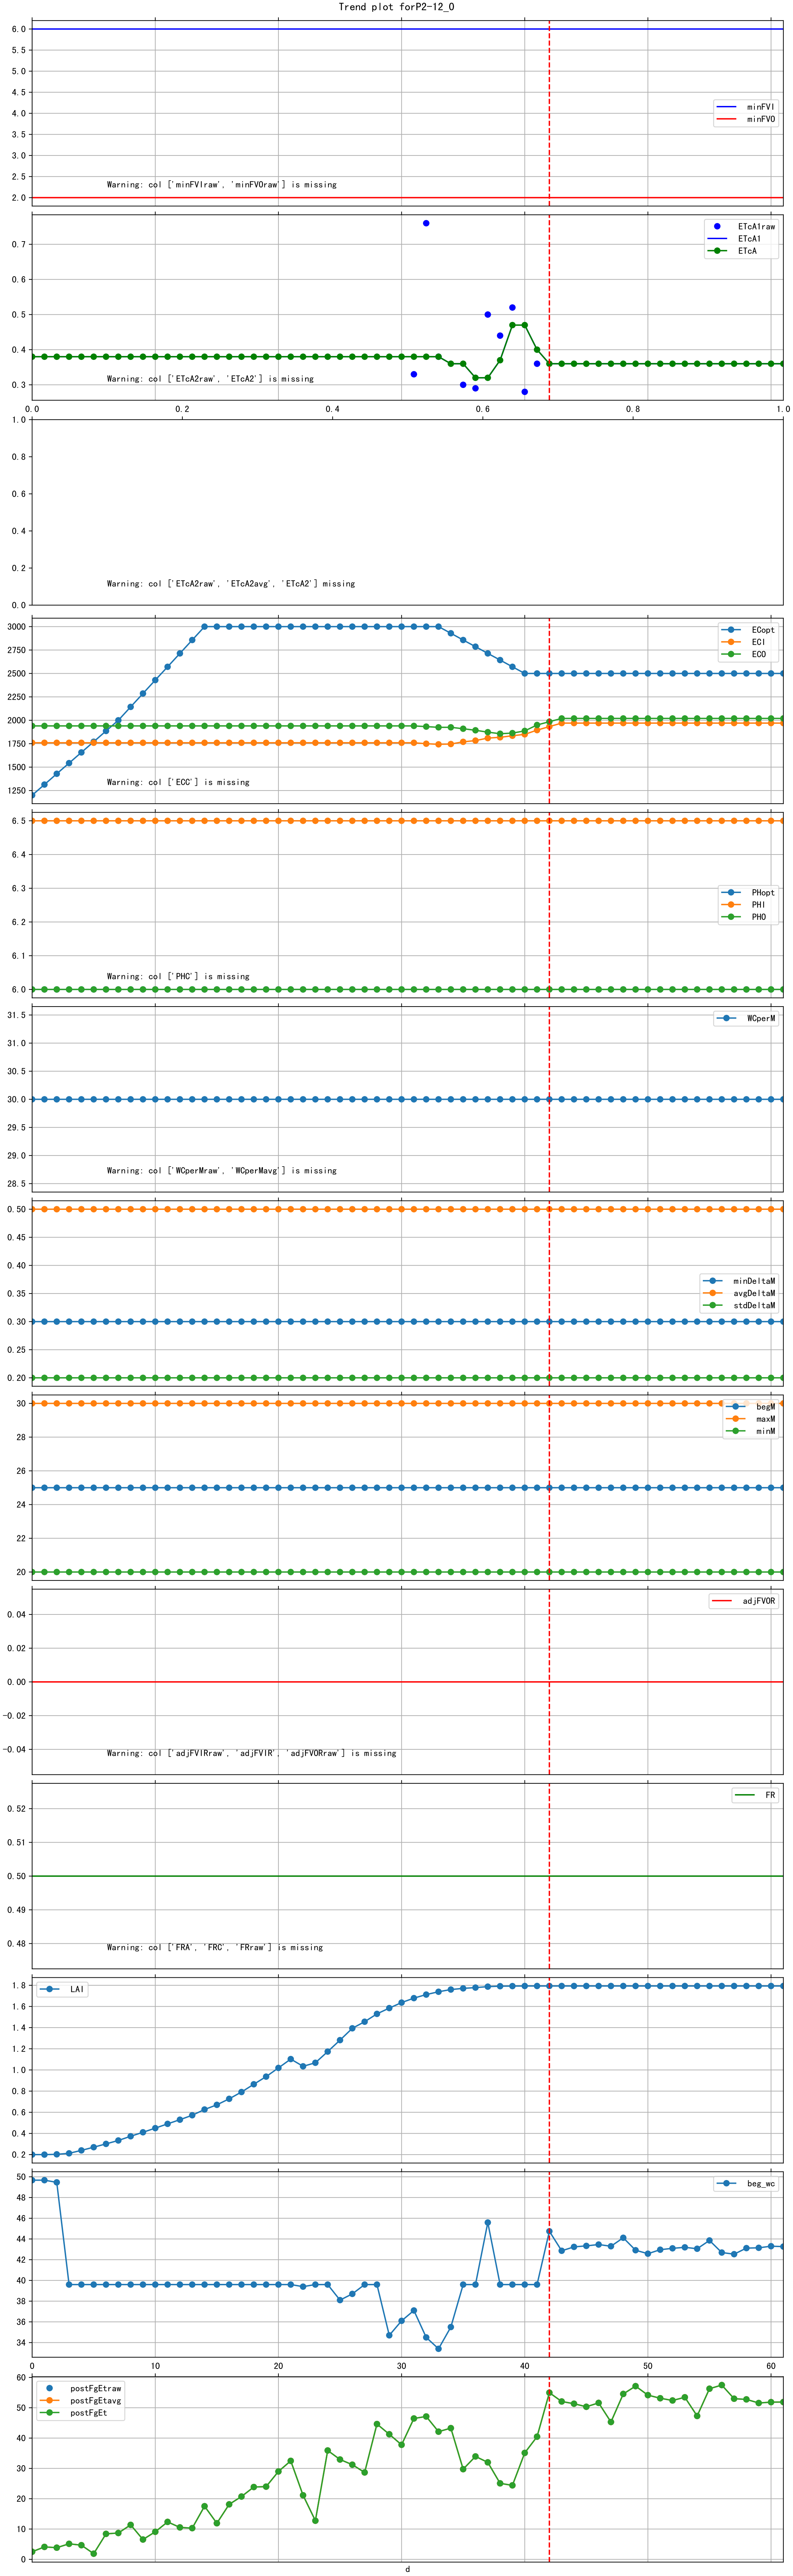 Trend plot forP2-12_0
6.0
5.5
5.0
4.5
4.0
3.5
3.0
2.5
2.0
minFVI
minFVO
Warning: col ['minFVIraw', 'minFVOraw'] is missing
0.7
0.6
0.5
0.4
0.3
ETcA1raw
ETcA1
ETcA
Warning: col ['ETcA2raw', 'ETcA2'] is missing
0.0 0.2 0.4 0.6 0.8 1.0
1.0
0.8
0.6
0.4
0.2
0.0
Warning: col ['ETcA2raw', 'ETcA2avg', 'ETcA2'] missing
3000
2750
2500
2250
2000
1750
1500
1250
ECopt
ECI
ECO
Warning: col ['ECC'] is missing
6.5
6.4
6.3
6.2
6.1
6.0
PHopt
PHI
PHO
Warning: col ['PHC'] is missing
31.5
31.0
30.5
30.0
29.5
29.0
28.5
WCperM
Warning: col ['WCperMraw', 'WCperMavg'] is missing
0.50
0.45
0.40
0.35
0.30
0.25
0.20
minDeltaM
avgDeltaM
stdDeltaM
30
28
26
24
22
20
begM
maxM
minM
0.04
0.02
0.00
−0.02
−0.04
adjFVOR
Warning: col ['adjFVIRraw', 'adjFVIR', 'adjFVORraw'] is missing
0.52
0.51
0.50
0.49
0.48
FR
Warning: col ['FRA', 'FRC', 'FRraw'] is missing
1.8
1.6
1.4
1.2
1.0
0.8
0.6
0.4
0.2
LAI
50
48
46
44
42
40
38
36
34
beg_wc
0 10 20 30 40 50 60
60
50
40
30
20
10
0
postFgEtraw
postFgEtavg
postFgEt
d